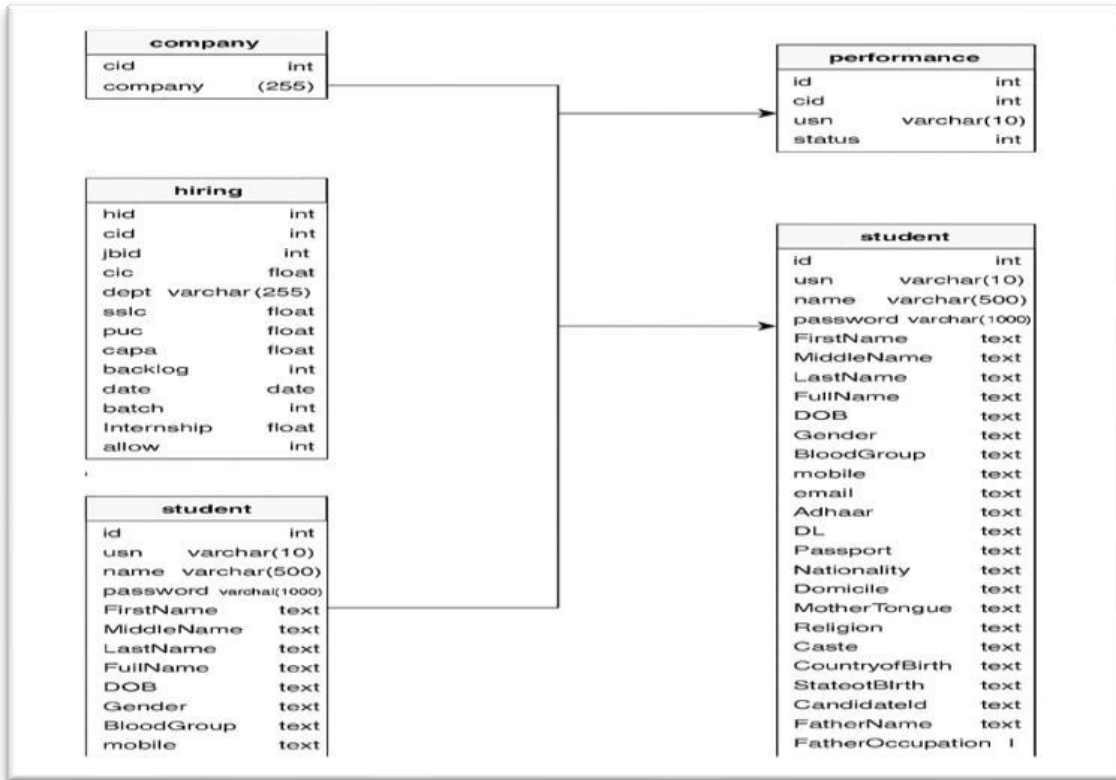 company
cid int
company (255)
hiring
hid int
cid int
jbid int
cic float
dept varchar(255)
sslc float
puc float
capa float
backlog int
date date
batch int
Internship float
allow int
student
id int
usn varchar(10)
name varchar(500)
password varchal(1000)
FirstName text
MiddleName text
LastName text
FuilName text
DOB text
Gender text
BloodGroup text
mobile text
performance
id int
cid int
usn varchar(10)
status int
student
id int
usn varchar(10)
name varchar(500)
password varchar(1000)
FirstName text
MiddleName text
LastName text
FullName text
DOB text
Gender text
BloodGroup text
mobile text
email text
Adhaar text
DL text
Passport text
Nationality text
Domicile text
MotherTongue text
Religion text
Caste text
CountryofBirth text
StateotBIrth text
CandidateId text
FatherName text
FatherOccupation